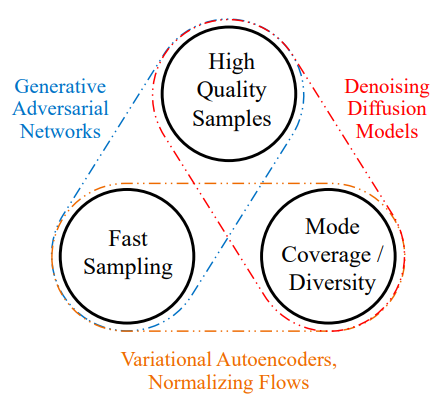 High
Quality
Samples
Generative
Adversarial
Networks
Denoising
Diffusion
Models
Fast
Sampling
Mode
Coverage /
Diversity
Variational Autoencoders,
Normalizing Flows